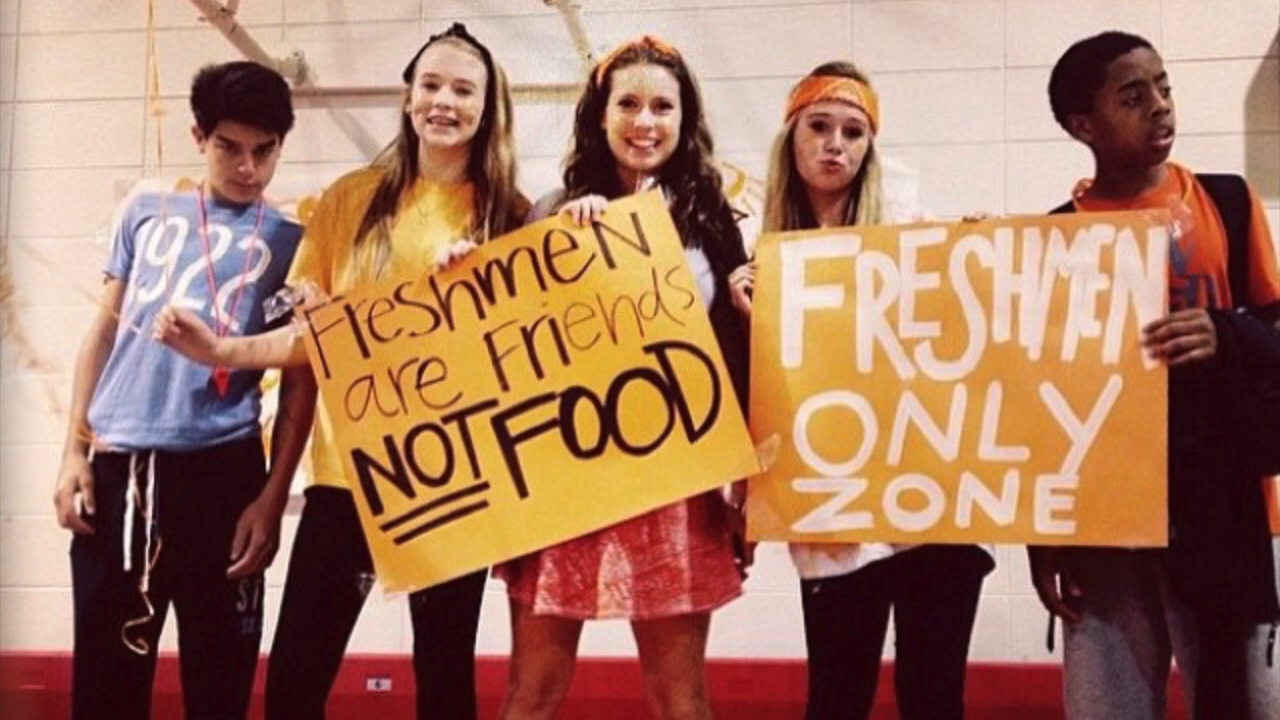 1922
Freshmen
are Friends
NOT FOOD
FRESHMEN
ONLY
ZONE